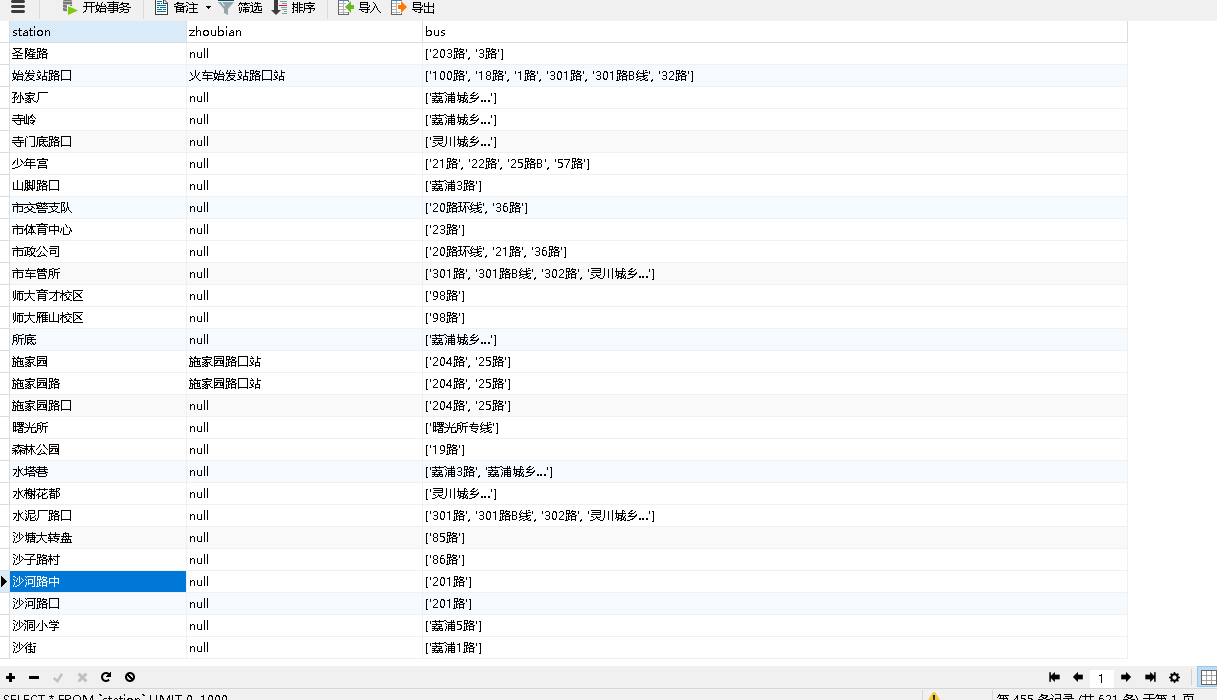 开始事务 备注 筛选 排序 导入 导出
station zhoubian bus
圣隆路 null ['203路', '3路']
始发站路口 火车始发站路口站 ['100路', '18路', '1路', '301路', '301路B线', '32路']
孙家厂 null ['荔浦城乡...']
寺岭 null ['荔浦城乡...']
寺门底路口 null ['灵川城乡...']
少年宫 null ['21路', '22路', '25路B', '57路']
山脚路口 null ['荔浦3路']
市交警支队 null ['20路环线', '36路']
市体育中心 null ['23路']
市政公司 null ['20路环线', '21路', '36路']
市车管所 null ['301路', '301路B线', '302路', '灵川城乡...']
师大育才校区 null ['98路']
师大雁山校区 null ['98路']
所底 null ['荔浦城乡...']
施家园 施家园路口站 ['204路', '25路']
施家园路 施家园路口站 ['204路', '25路']
施家园路口 null ['204路', '25路']
曙光所 null ['曙光所专线']
森林公园 null ['19路']
水塔巷 null ['荔浦3路', '荔浦城乡...']
水榭花都 null ['灵川城乡...']
水泥厂路口 null ['301路', '301路B线', '302路', '灵川城乡...']
沙塘大转盘 null ['85路']
沙子路村 null ['86路']
沙河路中 null ['201路']
沙河路口 null ['201路']
沙洞小学 null ['荔浦5路']
沙街 null ['荔浦1路']
1
SELECT * FROM `station` LIMIT 0, 1000 第 455 条记录 (共 621 条) 于第 1 页